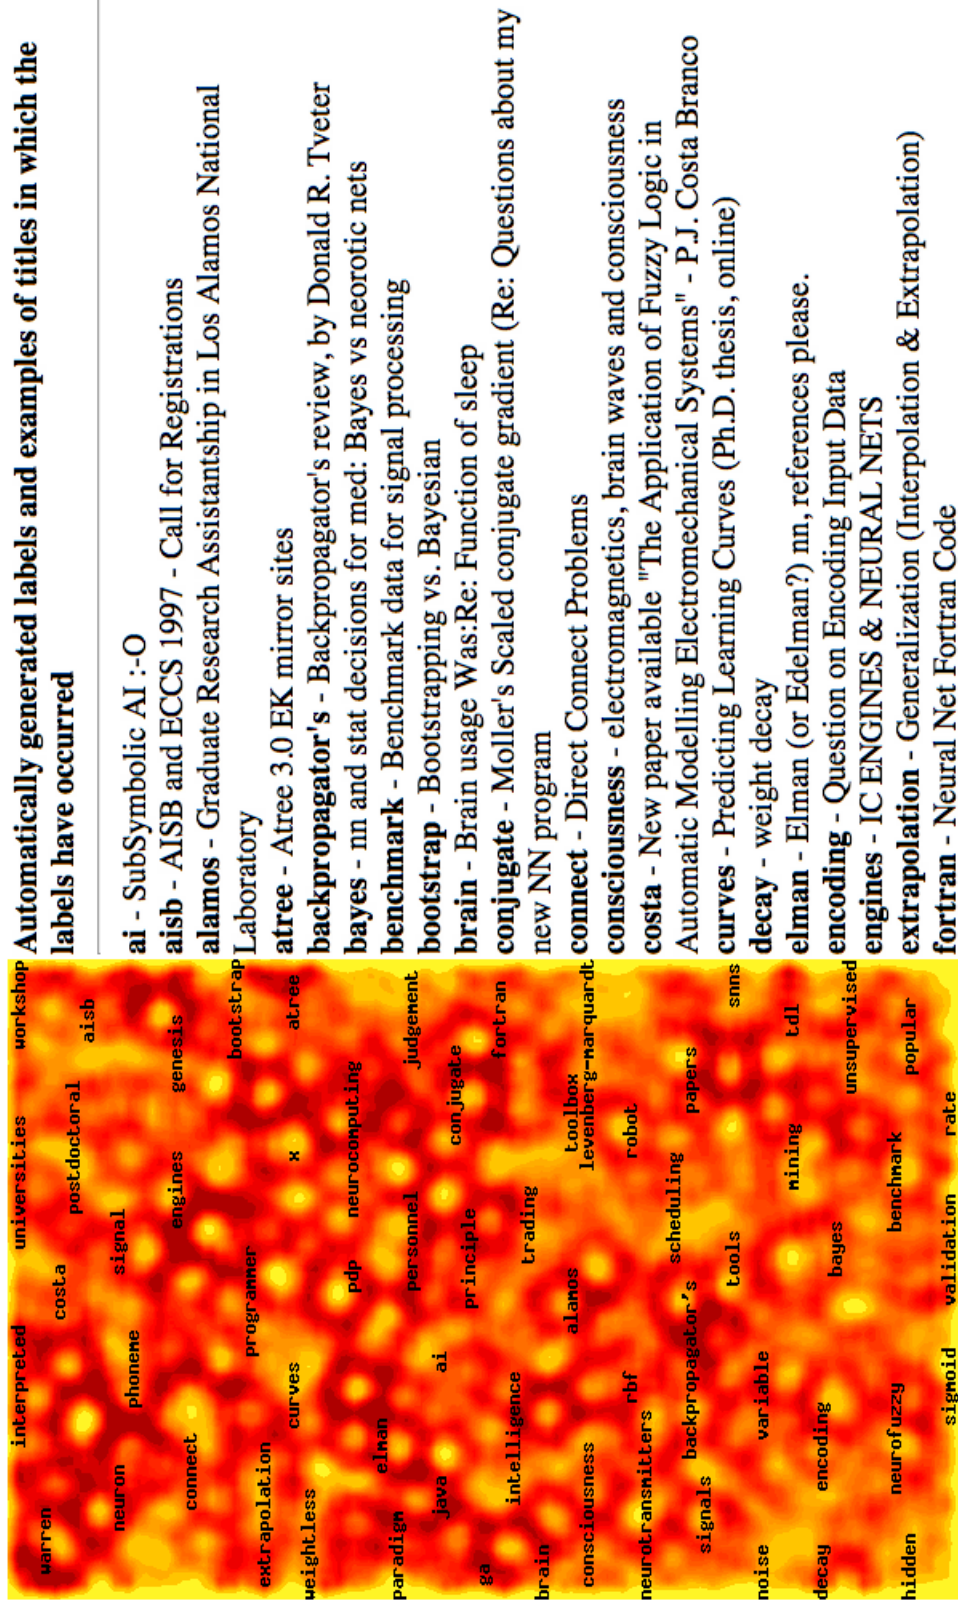 interpreted universities workshop
warren
costa
postdoctoral
aisb
neuron signal
phoneme
engines genesis
connect
bootstrap
programmer
extrapolation
curves x atree
weightless
pdp neurocomputing
elman
paradigm
personnel judgement
java ai
conjugate
principle
ga
fortran
intelligence
trading
brain
alamos toolbox
consciousness levenberg-marquardt
rbf robot
neurotransmitters
scheduling
backpropagator's papers
signals
tools snns
noise variable
mining tdl
decay encoding
bayes
unsupervised
neurofuzzy benchmark
hidden popular
sigmoid validation rate
Automatically generated labels and examples of titles in which the
labels have occurred
ai - SubSymbolic AI :-O
aisb - AISB and ECCS 1997 - Call for Registrations
alamos - Graduate Research Assistantship in Los Alamos National
Laboratory
atree - Atree 3.0 EK mirror sites
backpropagator's - Backpropagator's review, by Donald R. Tveter
bayes - nn and stat decisions for med: Bayes vs neorotic nets
benchmark - Benchmark data for signal processing
bootstrap - Bootstrapping vs. Bayesian
brain - Brain usage Was:Re: Function of sleep
conjugate - Moller's Scaled conjugate gradient (Re: Questions about my
new NN program
connect - Direct Connect Problems
consciousness - electromagnetics, brain waves and consciousness
costa - New paper available "The Application of Fuzzy Logic in
Automatic Modelling Electromechanical Systems" - P.J. Costa Branco
curves - Predicting Learning Curves (Ph.D. thesis, online)
decay - weight decay
elman - Elman (or Edelman?) nn, references please.
encoding - Question on Encoding Input Data
engines - IC ENGINES & NEURAL NETS
extrapolation - Generalization (Interpolation & Extrapolation)
fortran - Neural Net Fortran Code